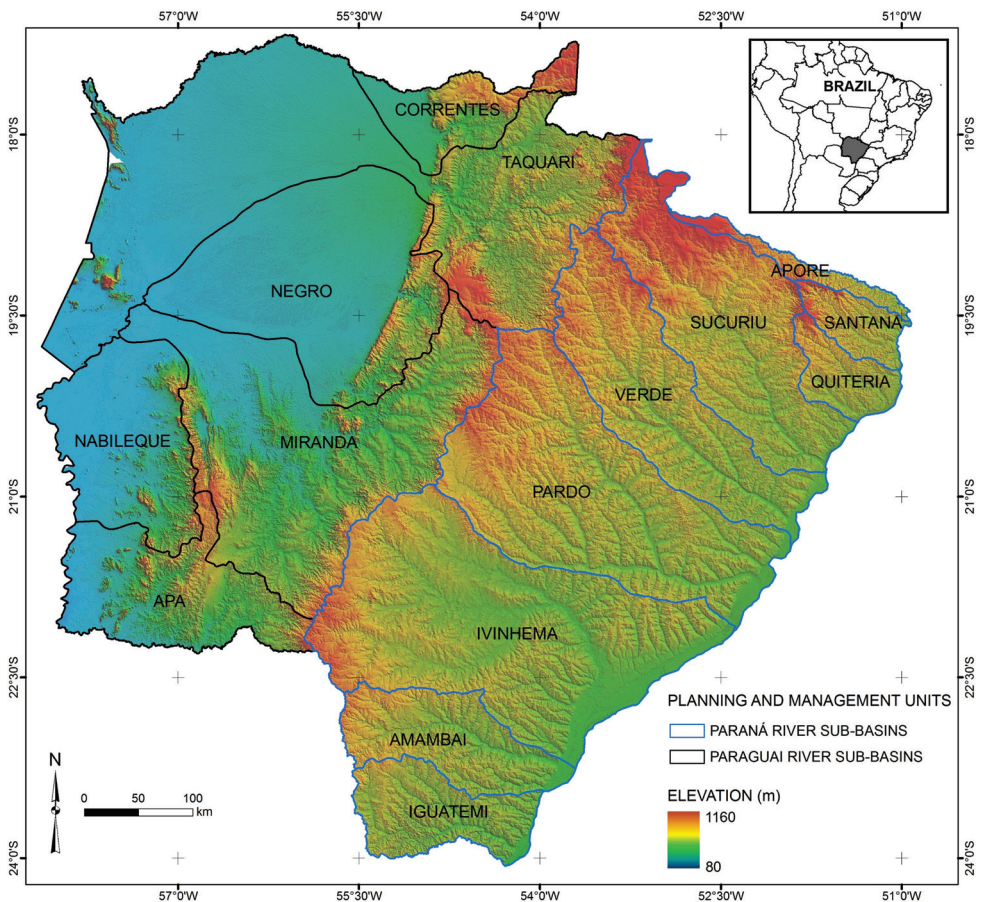 57°0'W 55°30'W 54°0'W 52°30'W 51°0'W
BRAZIL
CORRENTES
18°0'S 18°0'S
TAQUARI
APORE
NEGRO
19°30'S SUCURIU SANTANA 19°30'S
QUITERIA
VERDE
NABILEQUE MIRANDA
PARDO
21°0'S 21°0'S
APA
IVINHEMA
22°30'S 22°30'S
PLANNING AND MANAGEMENT UNITS
PARANÁ RIVER SUB-BASINS
AMAMBAI
PARAGUAI RIVER SUB-BASINS
N
ELEVATION (m)
0 50 100
km
IGUATEMI
1160
80
24°0'S 24°0'S
57°0'W 55°30'W 54°0'W 52°30'W 51°0'W